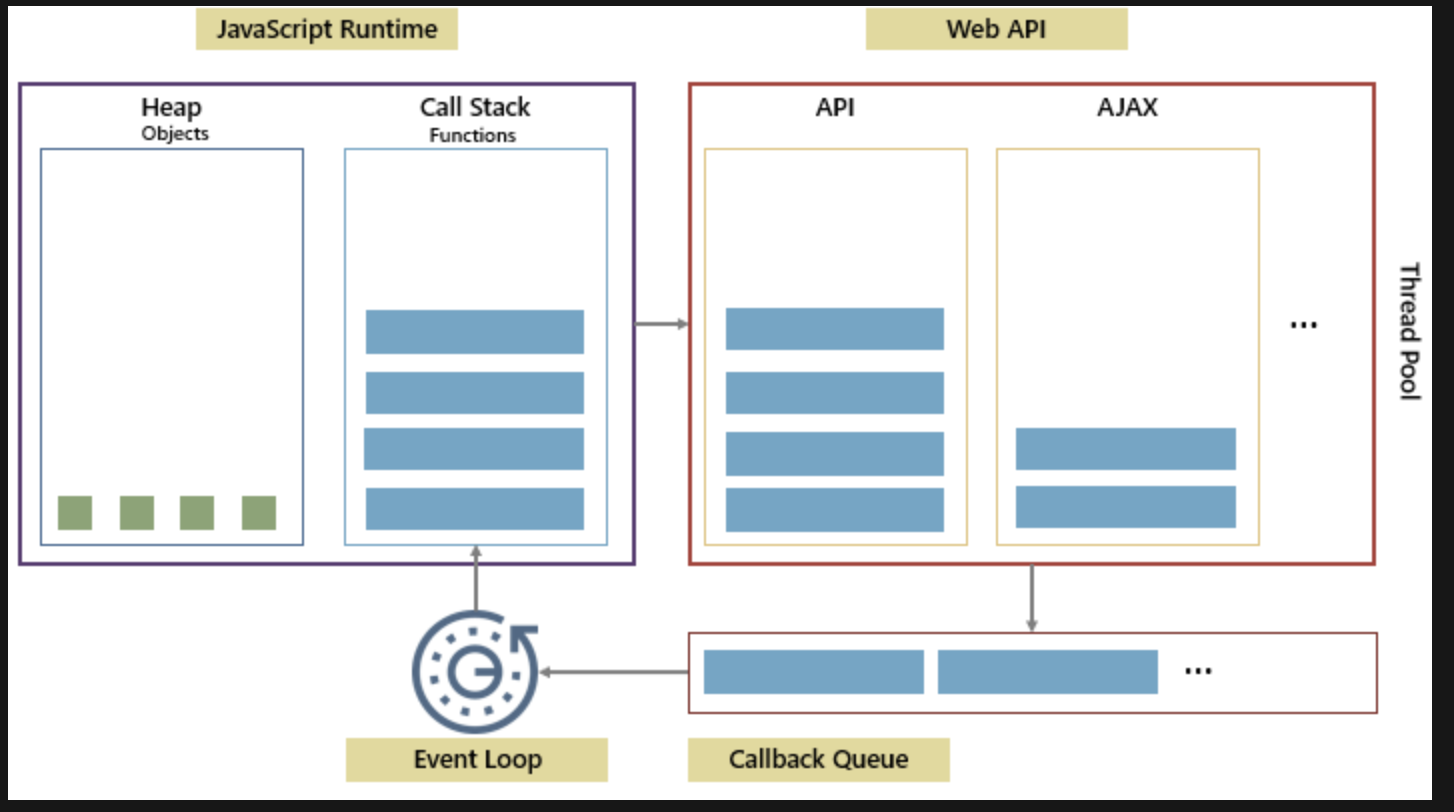 JavaScript Runtime
Web API
Heap
Objects
Call Stack
Functions
API
AJAX
...
Thread Pool
...
Event Loop
Callback Queue